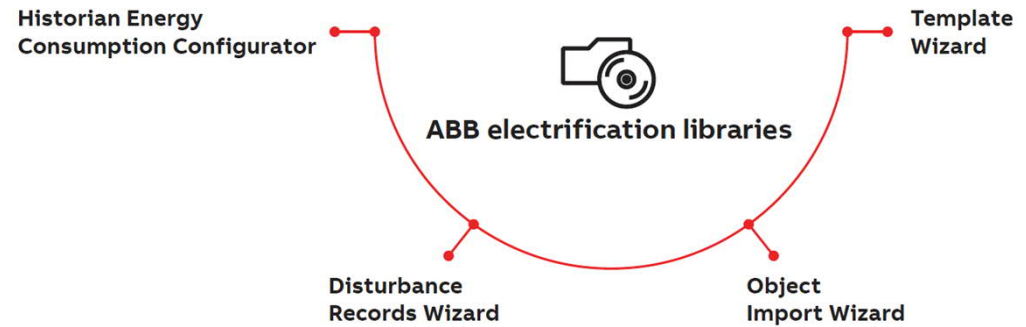 Historian Energy
Consumption Configurator
Template
Wizard
ABB electrification libraries
Disturbance
Records Wizard
Object
Import Wizard